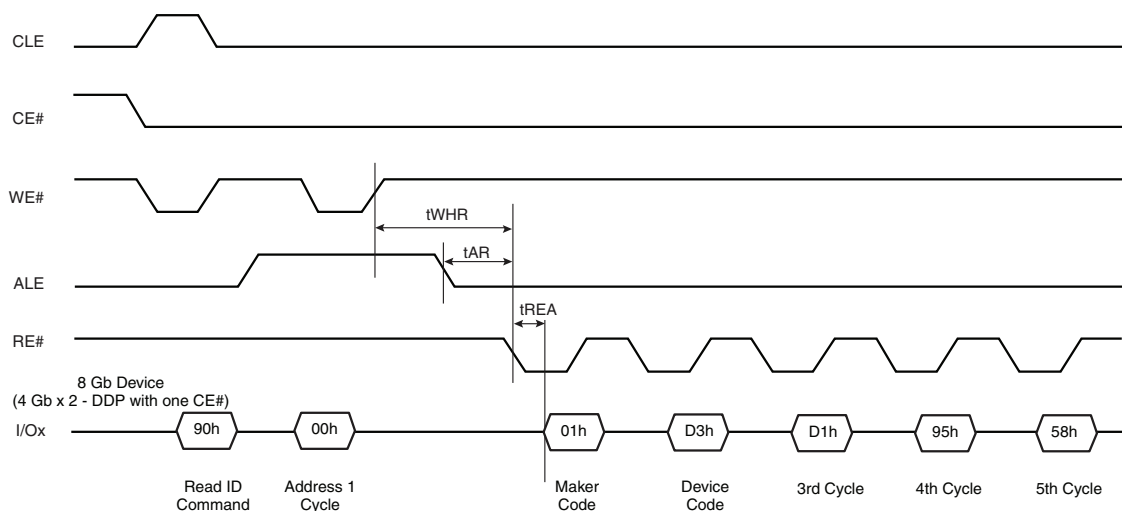 CLE
CE#
WE#
tWHR
tAR
ALE
tREA
RE#
8 Gb Device
(4 Gb x 2 - DDP with one CE#)
I/Ox
90h
00h
01h
D3h
D1h
95h
58h
Read ID
Command
Address 1
Cycle
Maker
Code
Device
Code
3rd Cycle
4th Cycle
5th Cycle